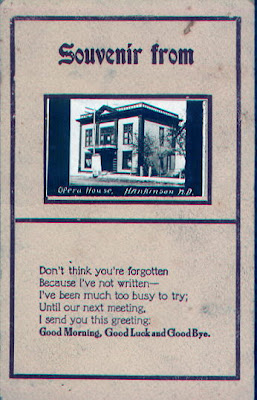 Souvenir from
Opera House, Hankinson N.D.
Don't think you're forgotten
Because I've not written—
I've been much too busy to try;
Until our next meeting,
I send you this greeting:
Good Morning, Good Luck and Good Bye.